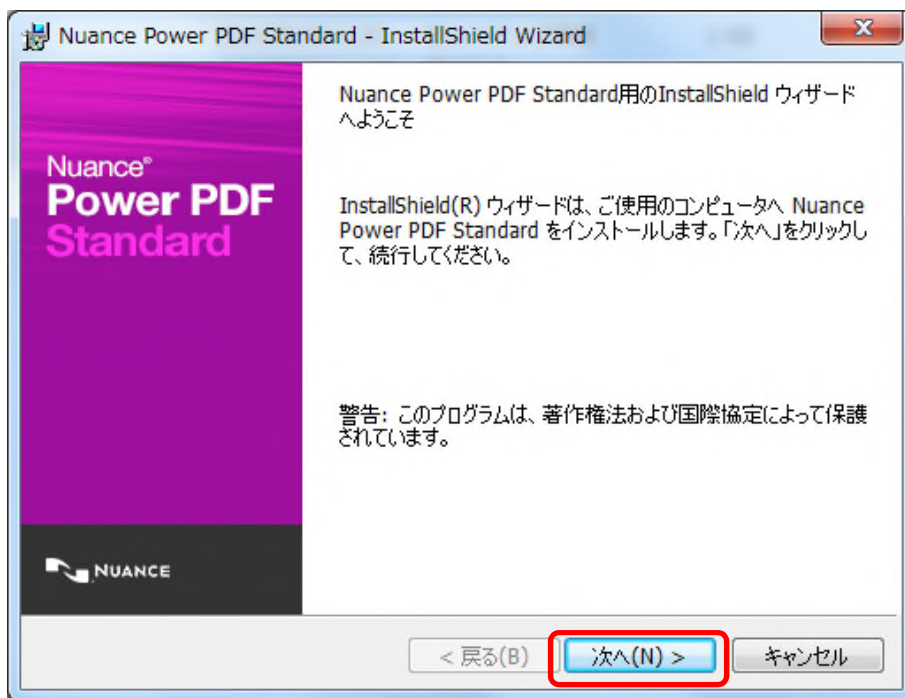 Nuance Power PDF Standard - InstallShield Wizard
Nuance Power PDF Standard用のInstallShield ウィザード
へようこそ
Nuance®
Power PDF
Standard
InstallShield(R) ウィザードは、ご使用のコンピュータへ Nuance
Power PDF Standard をインストールします。「次へ」をクリックし
て、続行してください。
警告: このプログラムは、著作権法および国際協定によって保護
されています。
NUANCE
< 戻る(B)
次へ(N) >
キャンセル